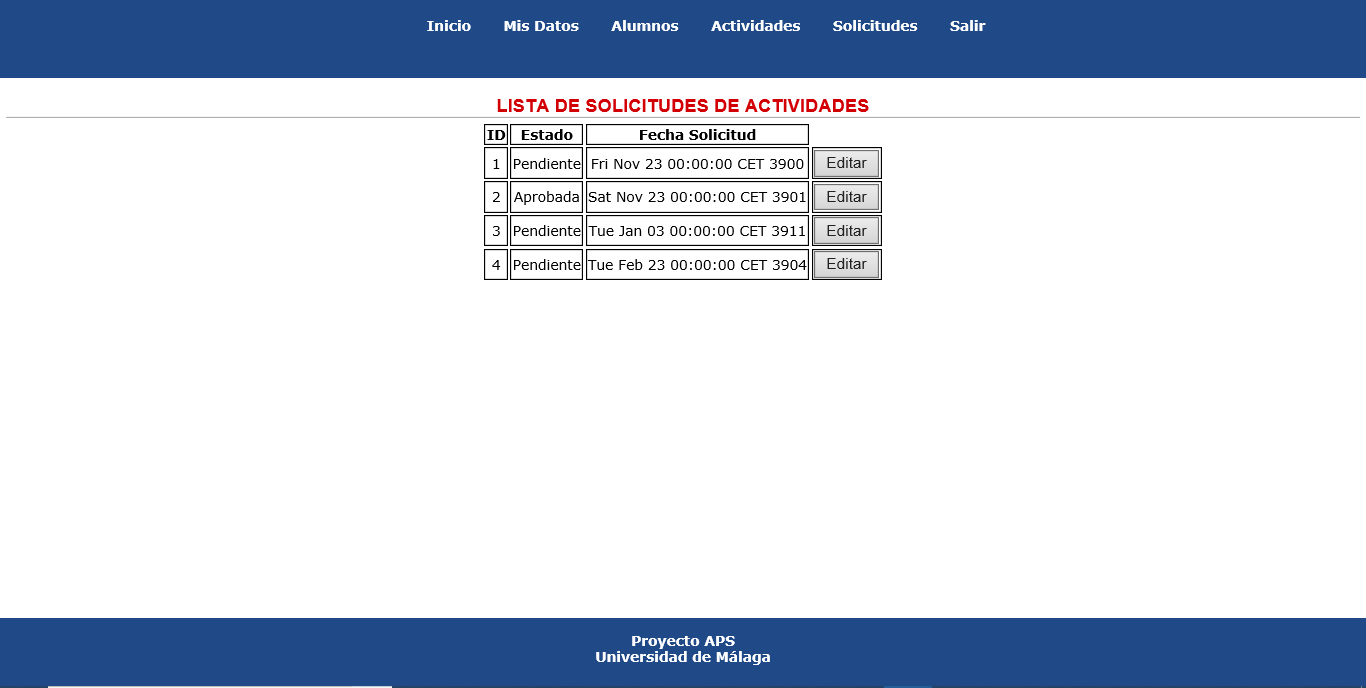 Inicio Mis Datos Alumnos Actividades Solicitudes Salir
LISTA DE SOLICITUDES DE ACTIVIDADES
ID Estado Fecha Solicitud
1 Pendiente Fri Nov 23 00:00:00 CET 3900 Editar
2 Aprobada Sat Nov 23 00:00:00 CET 3901 Editar
3 Pendiente Tue Jan 03 00:00:00 CET 3911 Editar
4 Pendiente Tue Feb 23 00:00:00 CET 3904 Editar
Proyecto APS
Universidad de Málaga